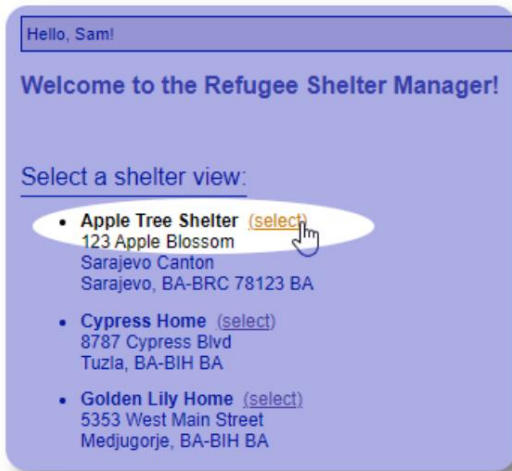 Hello, Sam!
Welcome to the Refugee Shelter Manager!
Select a shelter view:
• Apple Tree Shelter (select)
123 Apple Blossom
Sarajevo Canton
Sarajevo, BA-BRC 78123 BA
• Cypress Home (select)
8787 Cypress Blvd
Tuzla, BA-BIH BA
• Golden Lily Home (select)
5353 West Main Street
Medjugorje, BA-BIH BA